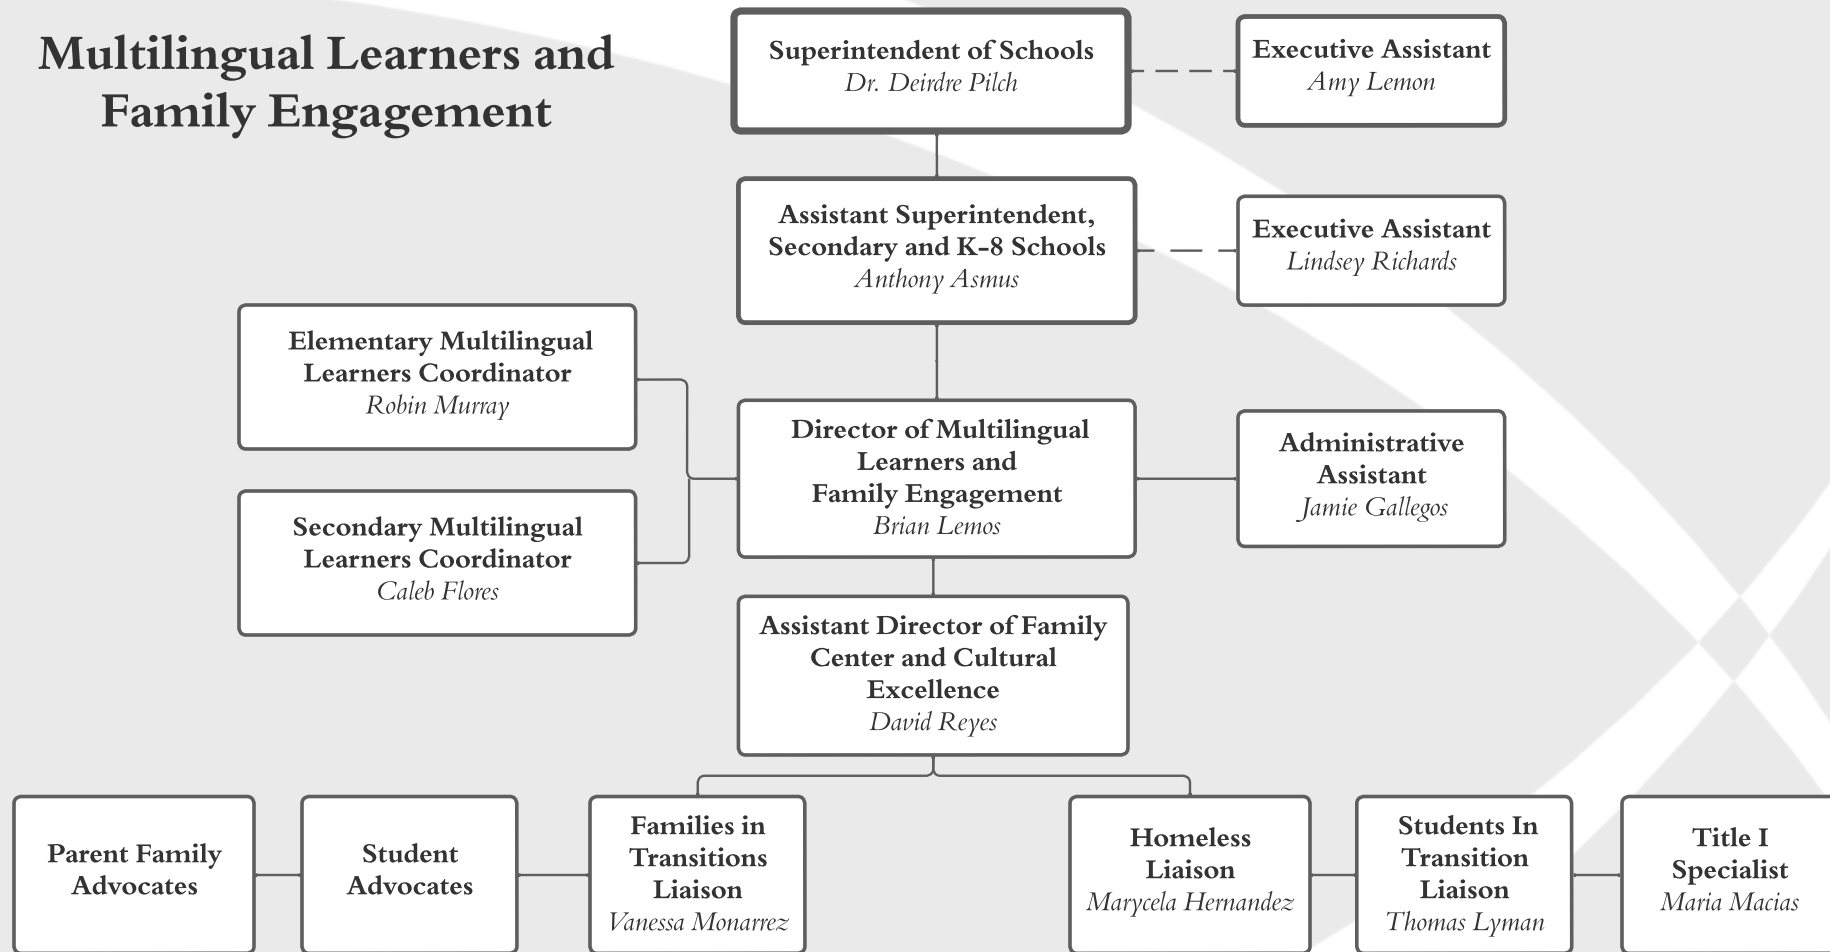 Multilingual Learners and
Family Engagement
Superintendent of Schools
Dr. Deirdre Pilch
Executive Assistant
Amy Lemon
Assistant Superintendent,
Secondary and K-8 Schools
Anthony Asmus
Executive Assistant
Lindsey Richards
Elementary Multilingual
Learners Coordinator
Robin Murray
Director of Multilingual
Learners and
Family Engagement
Brian Lemos
Administrative
Assistant
Jamie Gallegos
Secondary Multilingual
Learners Coordinator
Caleb Flores
Assistant Director of Family
Center and Cultural
Excellence
David Reyes
Parent Family
Advocates
Student
Advocates
Families in
Transitions
Liaison
Vanessa Monarrez
Homeless
Liaison
Marycela Hernandez
Students In
Transition
Liaison
Thomas Lyman
Title I
Specialist
Maria Macias